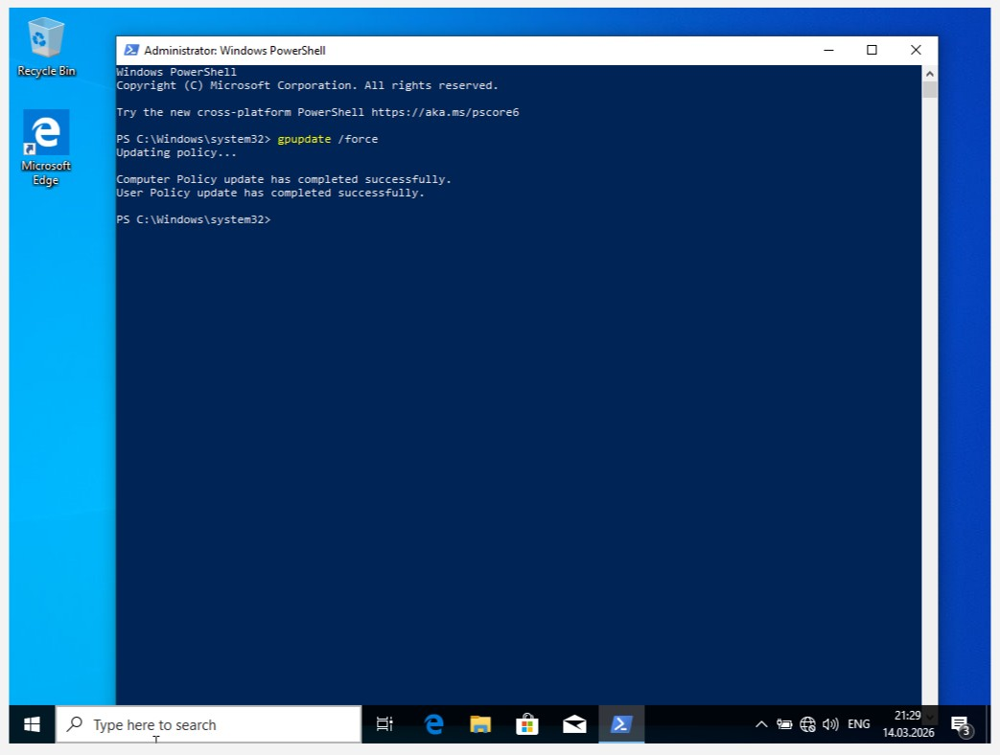 Recycle Bin
Microsoft
Edge
Administrator: Windows PowerShell
Windows PowerShell
Copyright (C) Microsoft Corporation. All rights reserved.
Try the new cross-platform PowerShell https://aka.ms/pscore6
PS C:\Windows\system32> gpupdate /force
Updating policy...
Computer Policy update has completed successfully.
User Policy update has completed successfully.
PS C:\Windows\system32>
Type here to search
ENG
21:29
14.03.2026
3